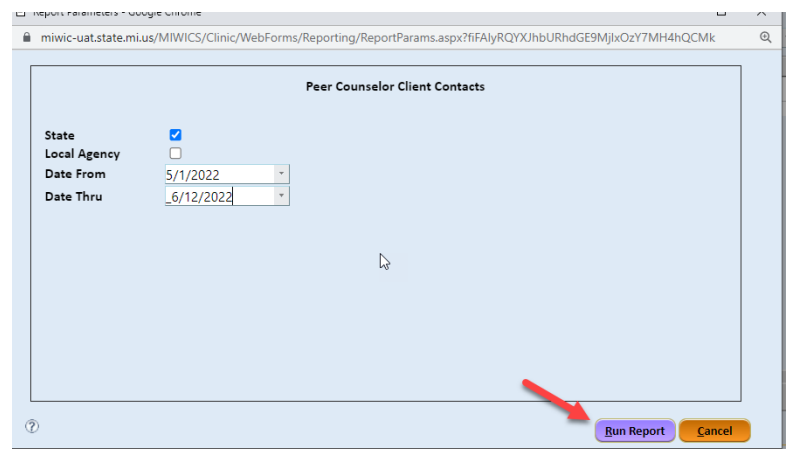 Report Parameters - Google Chrome
miwic-uat.state.mi.us/MIWICS/Clinic/WebForms/Reporting/ReportParams.aspx?fiFAlyRQYXJhbURhdGE9MjIxOzY7MH4hQCMk
Peer Counselor Client Contacts
State
Local Agency
Date From 5/1/2022
Date Thru _6/12/2022
? Run Report Cancel